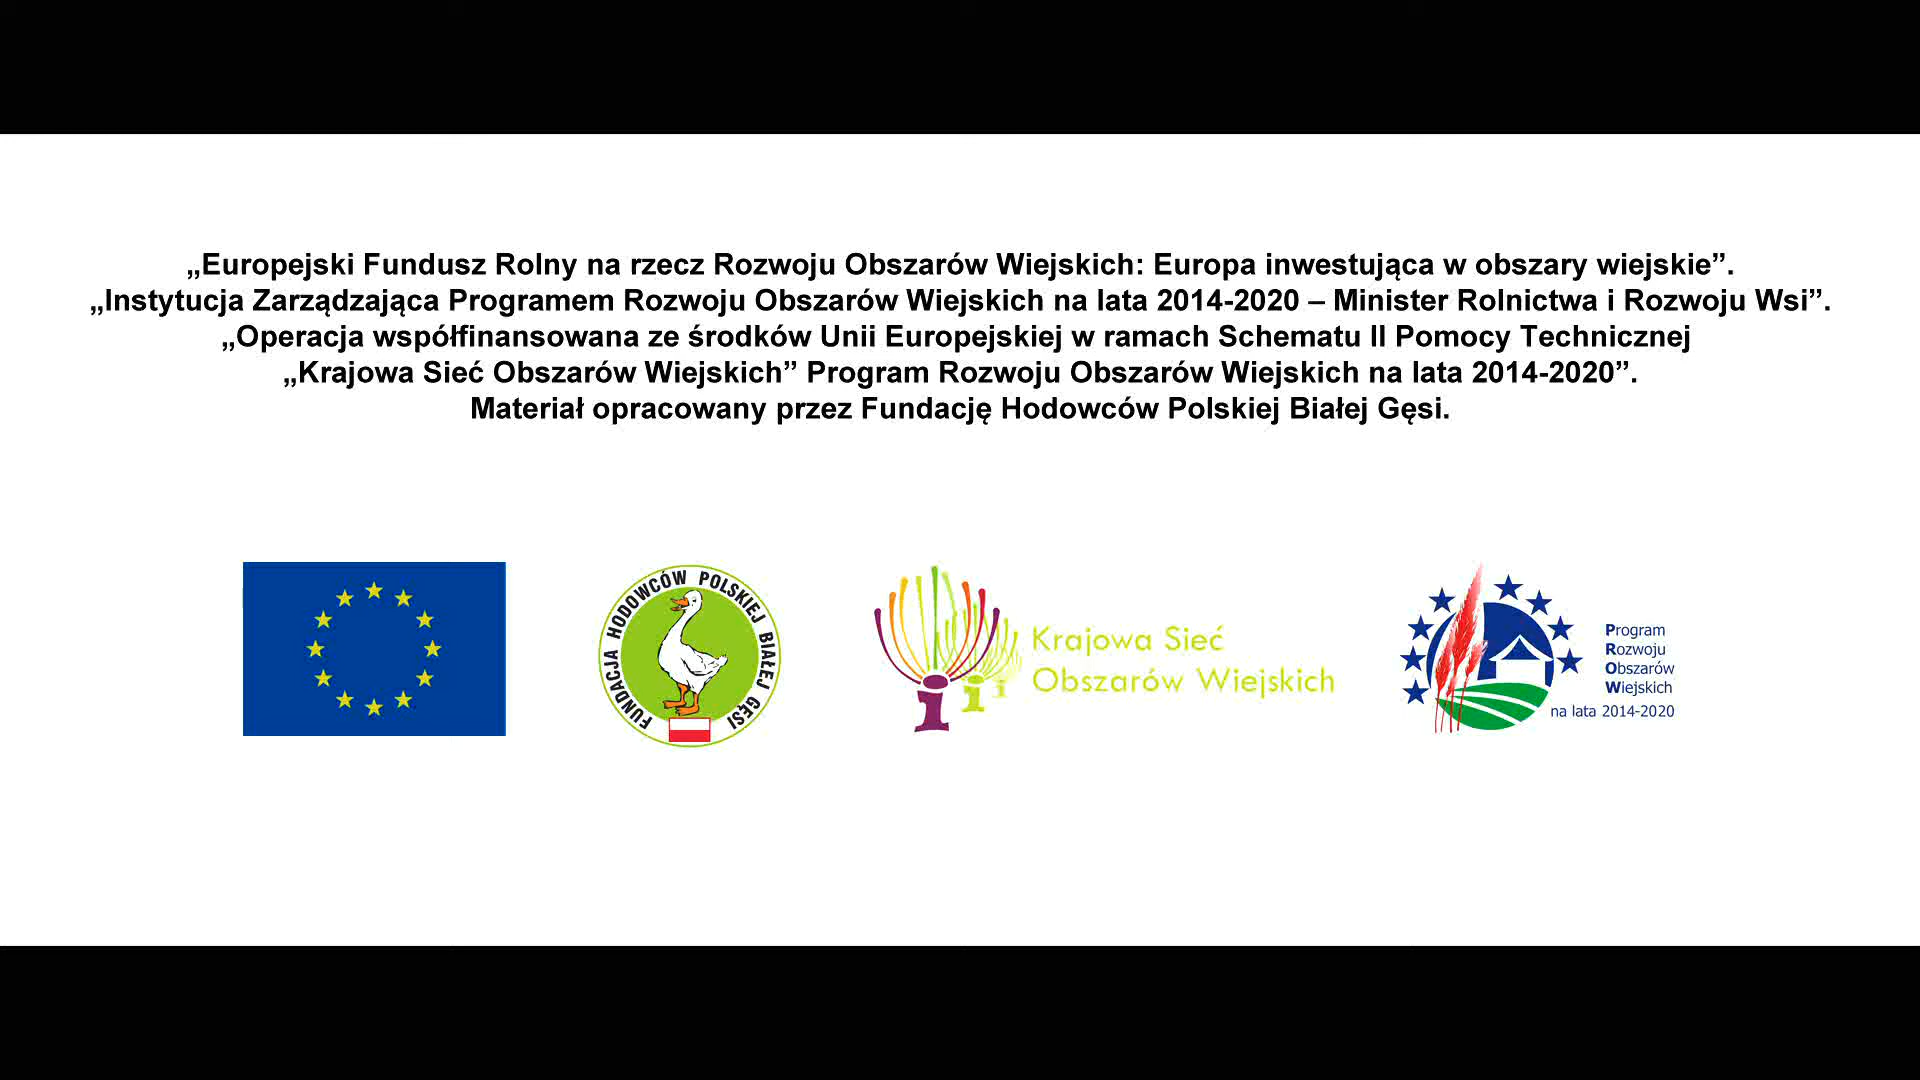 „Europejski Fundusz Rolny na rzecz Rozwoju Obszarów Wiejskich: Europa inwestująca w obszary wiejskie”.
„Instytucja Zarządzająca Programem Rozwoju Obszarów Wiejskich na lata 2014-2020 – Minister Rolnictwa i Rozwoju Wsi”.
„Operacja współfinansowana ze środków Unii Europejskiej w ramach Schematu II Pomocy Technicznej
„Krajowa Sieć Obszarów Wiejskich” Program Rozwoju Obszarów Wiejskich na lata 2014-2020”.
Materiał opracowany przez Fundację Hodowców Polskiej Białej Gęsi.
FUNDACJA HODOWCÓW POLSKIEJ BIAŁEJ GĘSI
Krajowa Sieć
Obszarów Wiejskich
Program
Rozwoju
Obszarów
Wiejskich
na lata 2014-2020